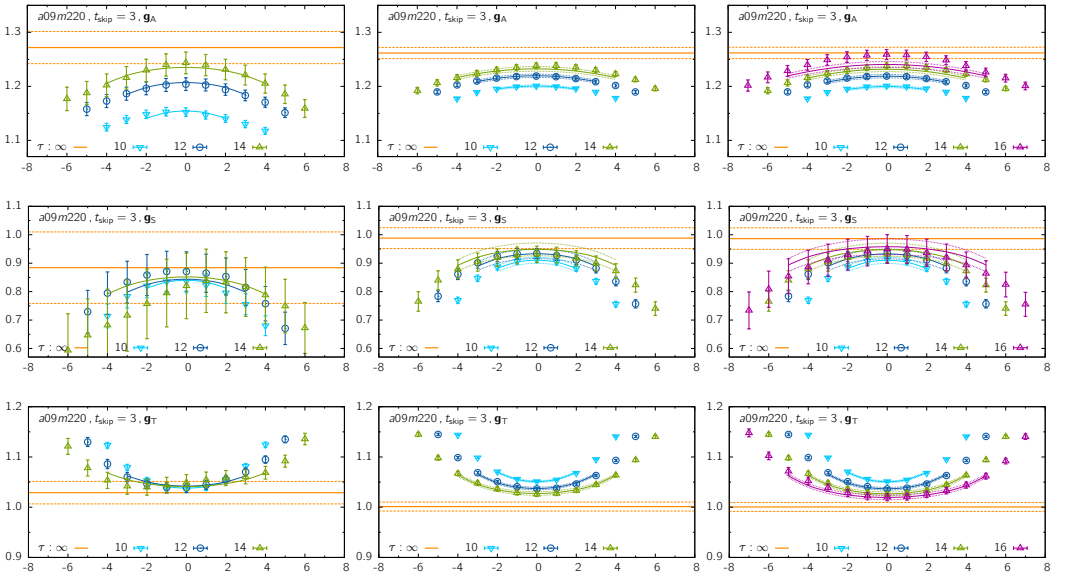 a09m220 , tskip = 3 , gA
1.3
1.2
1.1
τ : ∞ 10 12 14
-8 -6 -4 -2 0 2 4 6 8
a09m220 , tskip = 3 , gA
1.3
1.2
1.1
τ : ∞ 10 12 14
-8 -6 -4 -2 0 2 4 6 8
a09m220 , tskip = 3 , gA
1.3
1.2
1.1
τ : ∞ 10 12 14 16
-8 -6 -4 -2 0 2 4 6 8
a09m220 , tskip = 3 , gS
1.1
1.0
0.9
0.8
0.7
0.6
τ : ∞ 10 12 14
-8 -6 -4 -2 0 2 4 6 8
a09m220 , tskip = 3 , gS
1.1
1.0
0.9
0.8
0.7
0.6
τ : ∞ 10 12 14
-8 -6 -4 -2 0 2 4 6 8
a09m220 , tskip = 3 , gS
1.1
1.0
0.9
0.8
0.7
0.6
τ : ∞ 10 12 14 16
-8 -6 -4 -2 0 2 4 6 8
a09m220 , tskip = 3 , gT
1.2
1.1
1.0
0.9
τ : ∞ 10 12 14
-8 -6 -4 -2 0 2 4 6 8
a09m220 , tskip = 3 , gT
1.2
1.1
1.0
0.9
τ : ∞ 10 12 14
-8 -6 -4 -2 0 2 4 6 8
a09m220 , tskip = 3 , gT
1.2
1.1
1.0
0.9
τ : ∞ 10 12 14 16
-8 -6 -4 -2 0 2 4 6 8